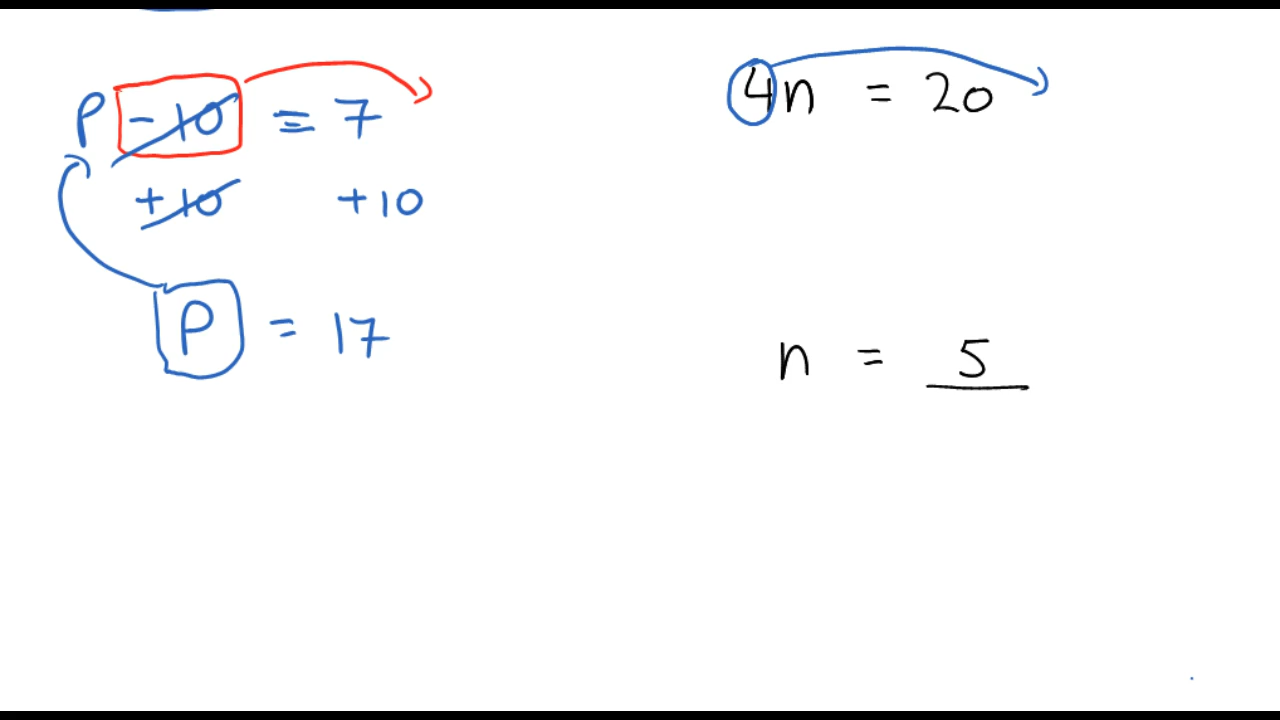 P - 10 = 7
+ 10 + 10
P = 17
4n = 20
n = 5